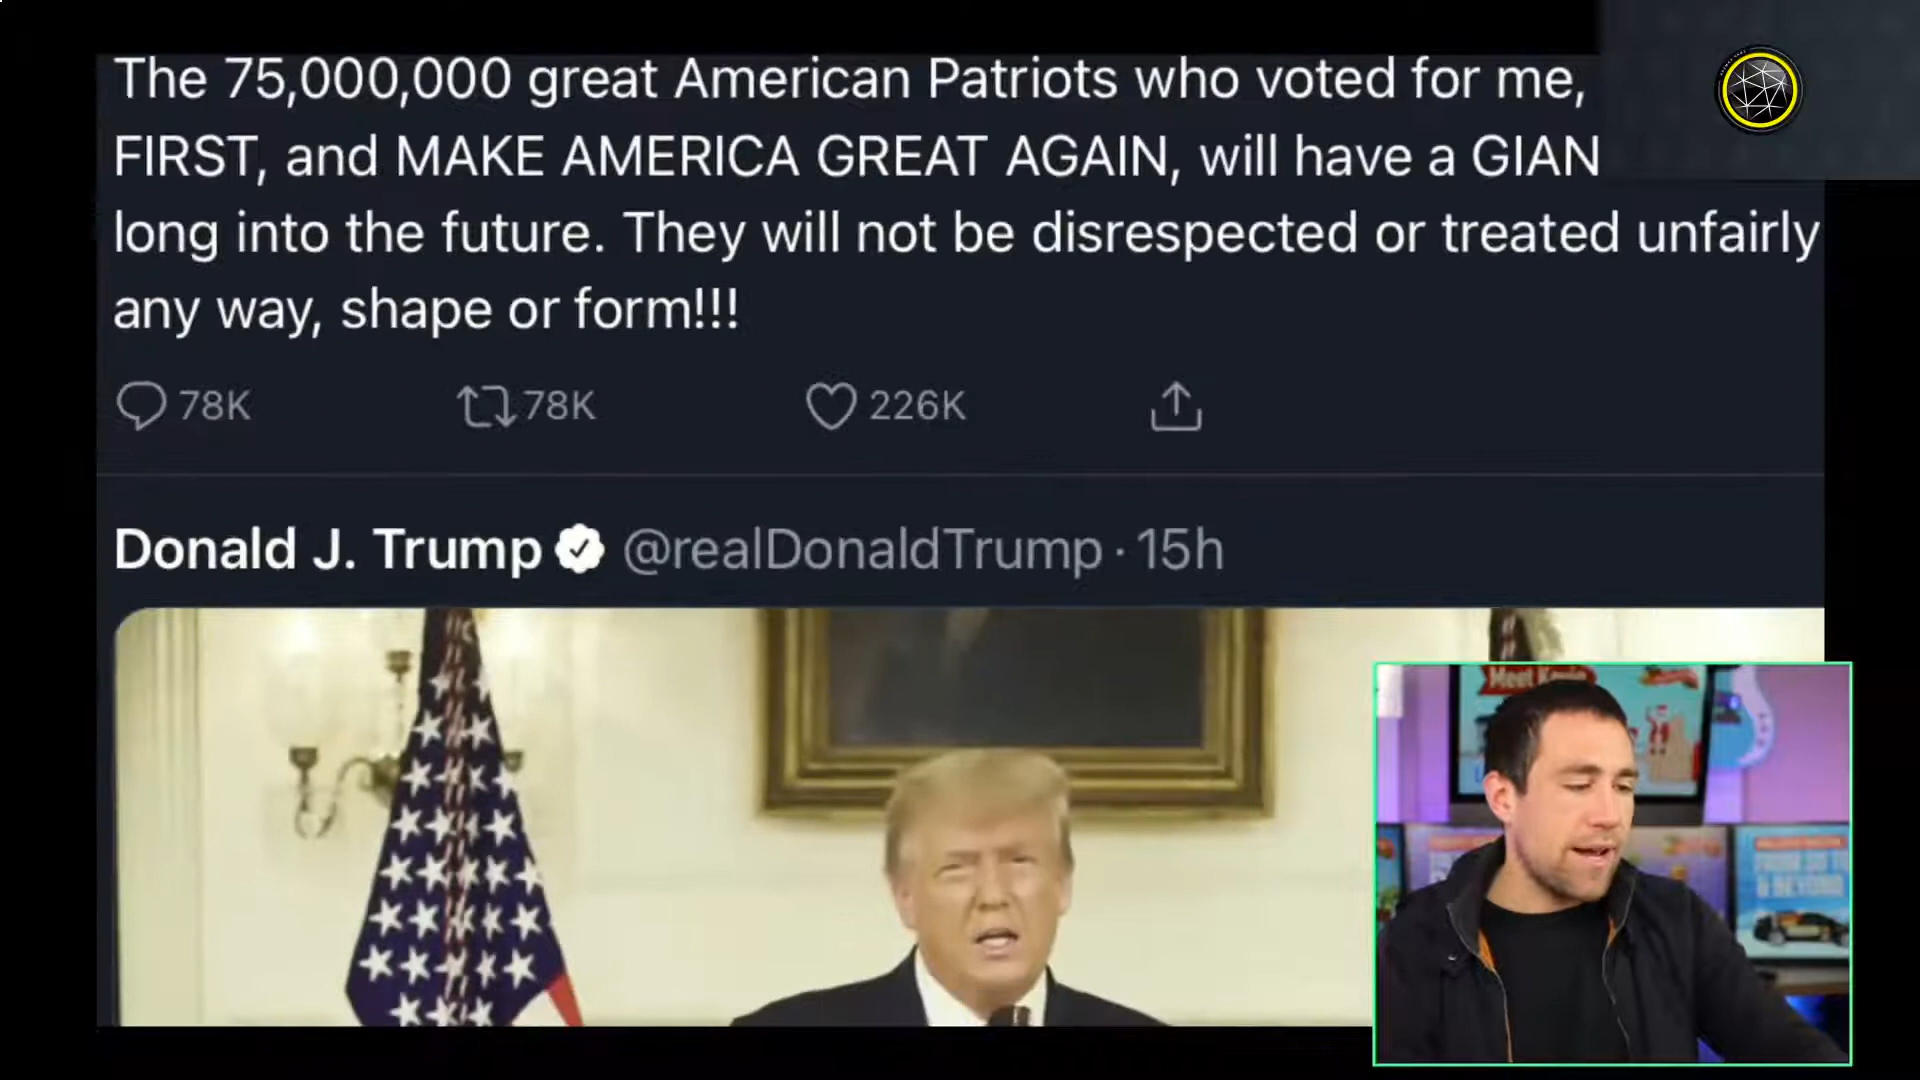 The 75,000,000 great American Patriots who voted for me,
FIRST, and MAKE AMERICA GREAT AGAIN, will have a GIAN
long into the future. They will not be disrespected or treated unfairly
any way, shape or form!!!
78K 78K 226K
Donald J. Trump @realDonaldTrump · 15h
Meet Kevin